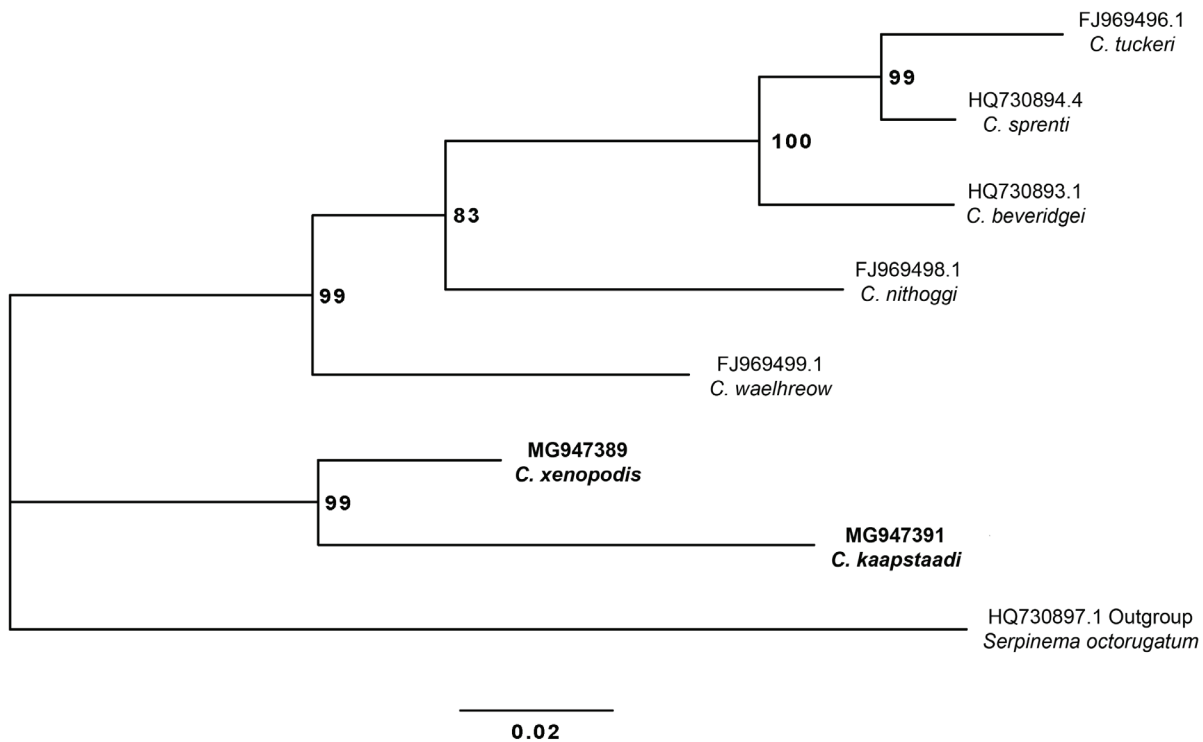 FJ969496.1
C. tuckeri
99
HQ730894.4
C. sprenti
100
HQ730893.1
C. beveridgei
83
FJ969498.1
C. nithoggi
99
FJ969499.1
C. waelhreow
MG947389
C. xenopodis
99
MG947391
C. kaapstaadi
HQ730897.1 Outgroup
Serpinema octorugatum
0.02